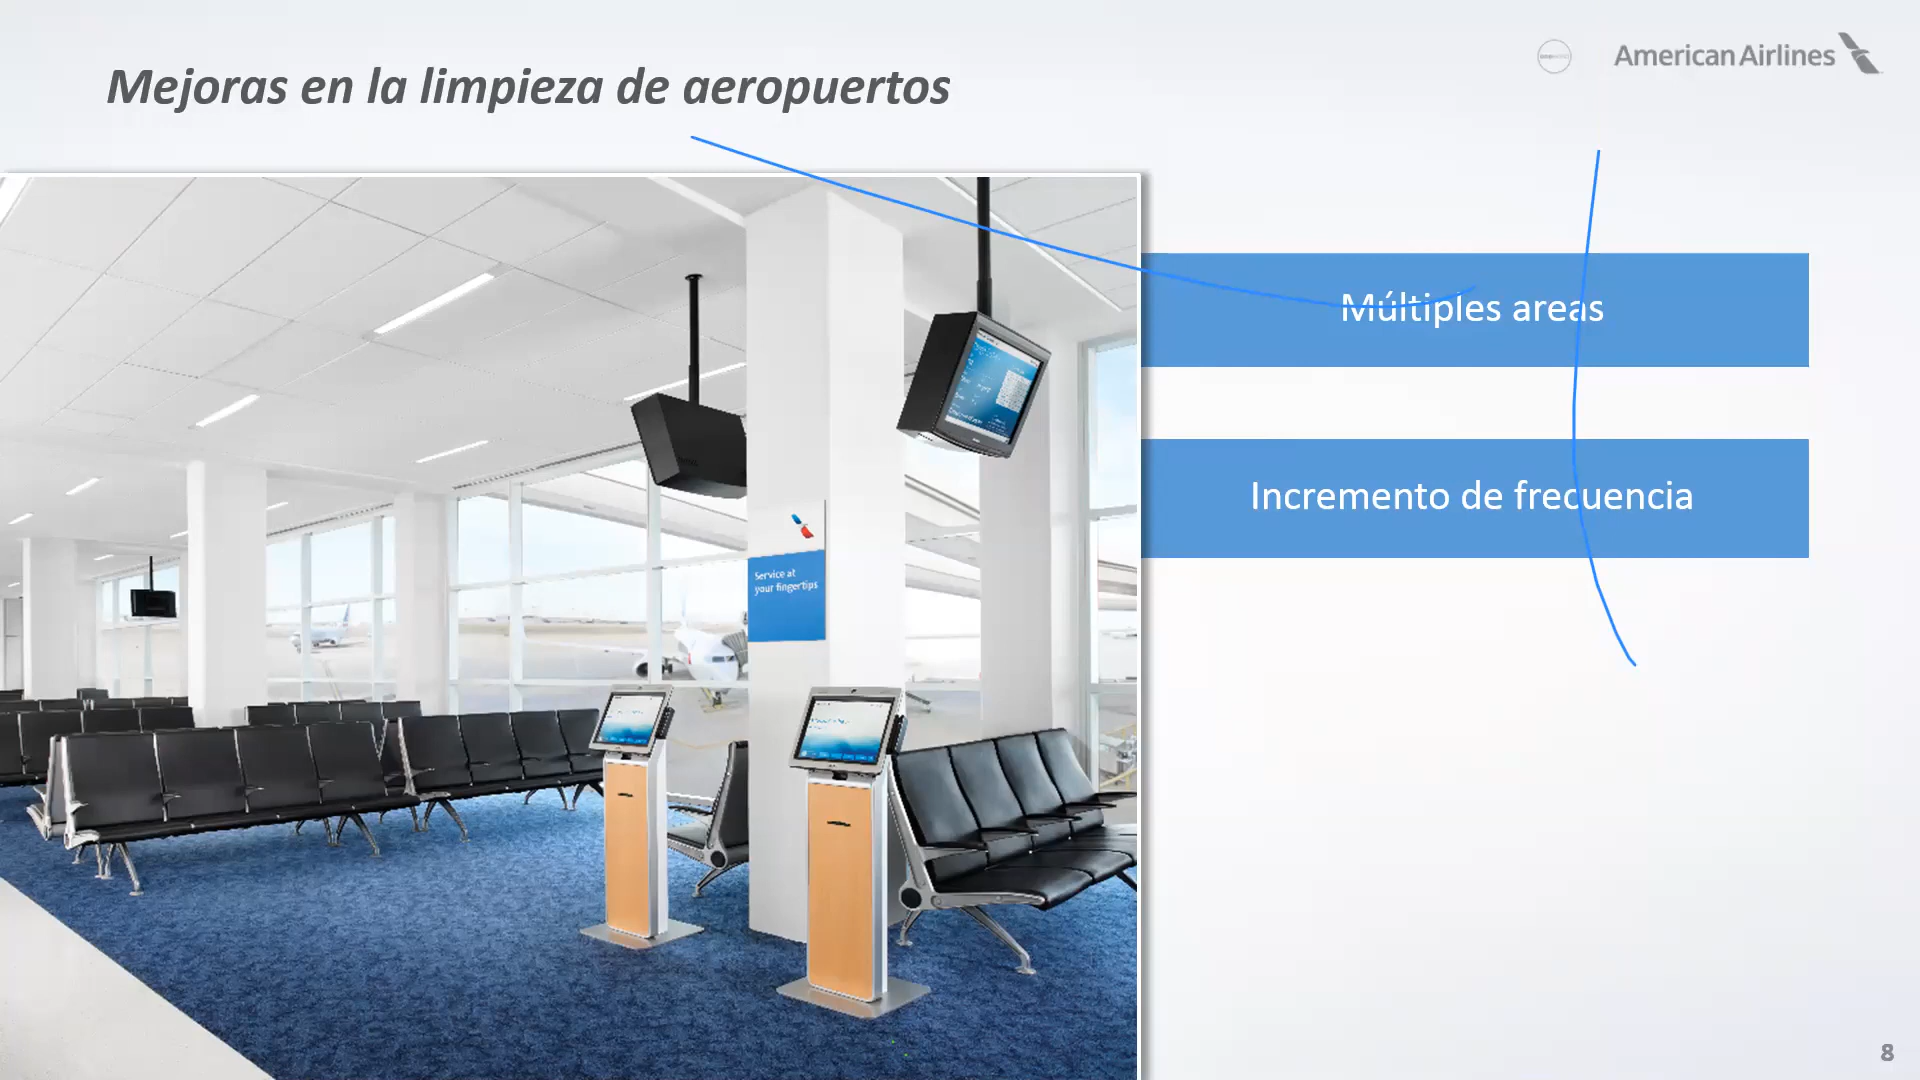 Mejoras en la limpieza de aeropuertos
American Airlines
Múltiples areas
Incremento de frecuencia
Service at
your fingertips
8